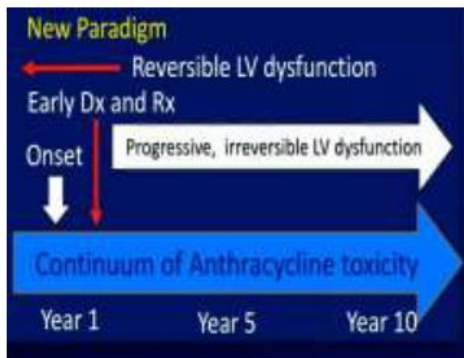 New Paradigm
Reversible LV dysfunction
Early Dx and Rx
Progressive, irreversible LV dysfunction
Onset
Continuum of Anthracycline toxicity
Year 1 Year 5 Year 10